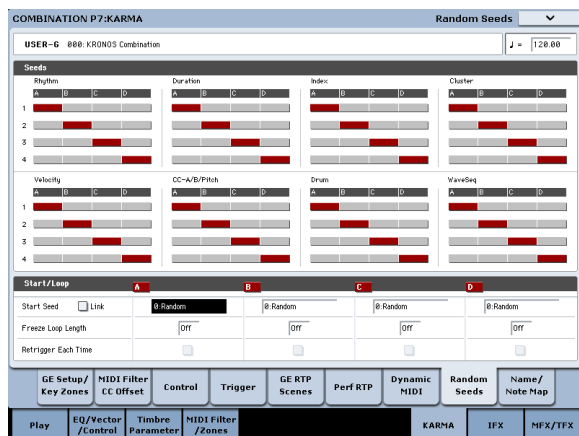 COMBINATION P7:KARMA Random Seeds
USER-G 000: KRONOS Combination ♩ = 120.00
Seeds
Rhythm Duration Index Cluster
A B C D A B C D A B C D A B C D
1
2
3
4
Velocity CC-A/B/Pitch Drum WaveSeq
A B C D A B C D A B C D A B C D
1
2
3
4
Start/Loop A B C D
Start Seed Link 0:Random 0:Random 0:Random 0:Random
Freeze Loop Length Off Off Off Off
Retrigger Each Time
GE Setup/ Key Zones MIDI Filter CC Offset Control Trigger GE RTP Scenes Perf RTP Dynamic MIDI Random Seeds Name/ Note Map
Play EQ/Vector /Control Timbre Parameter MIDI Filter /Zones KARMA IFX MFX/TFX